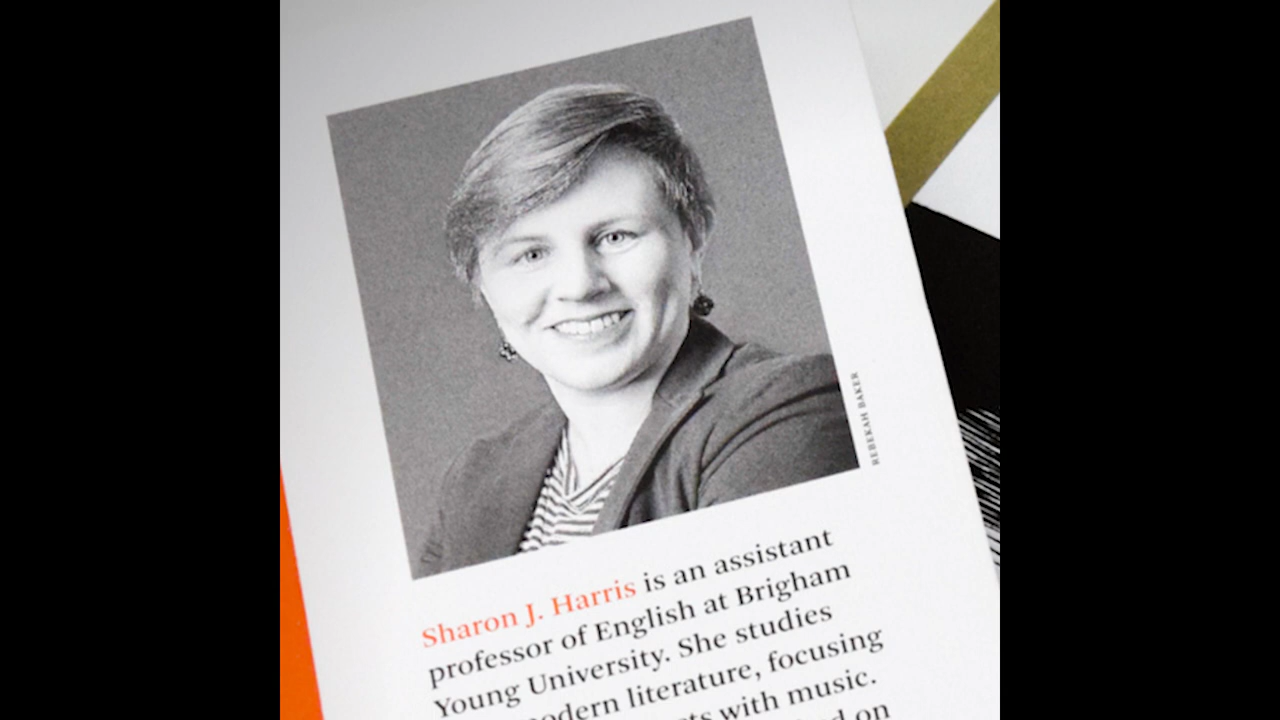 REBEKAH BAKER
Sharon J. Harris is an assistant
professor of English at Brigham
Young University. She studies
literature, focusing
with music.
on